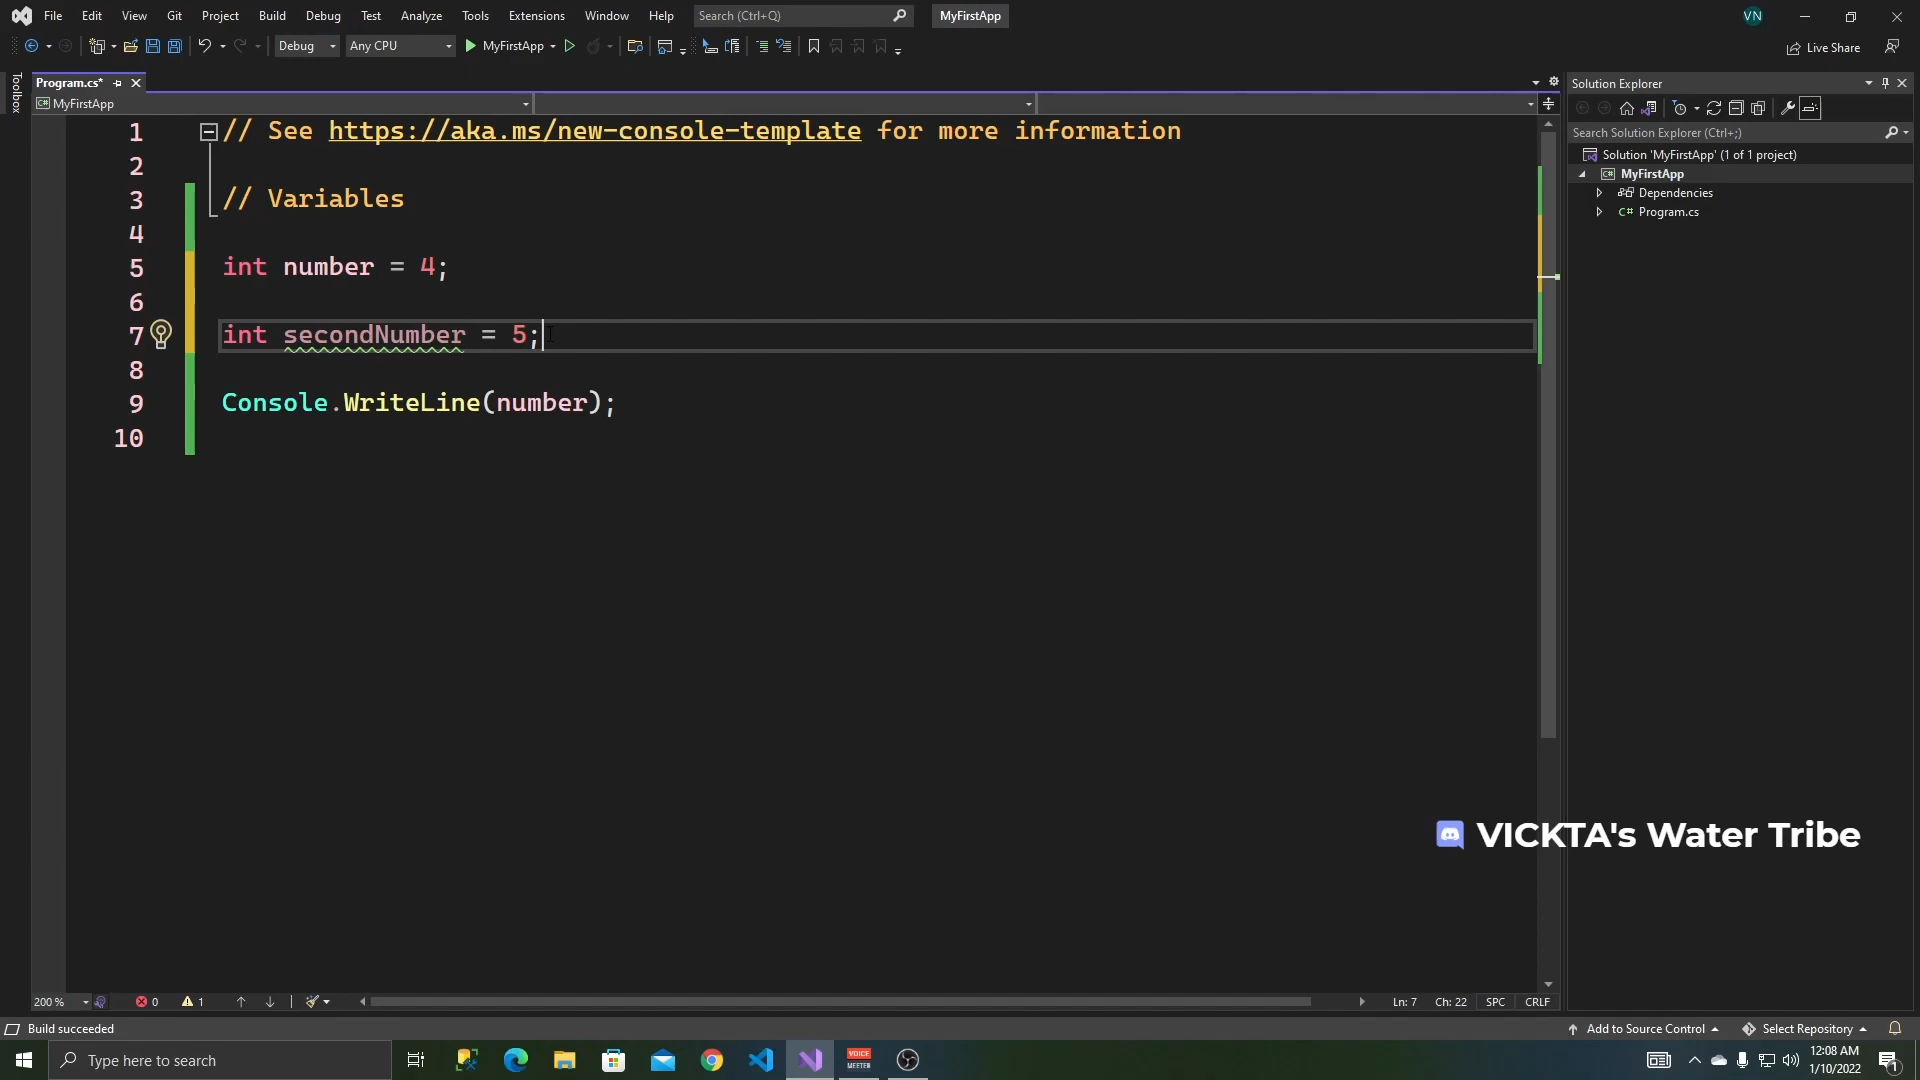 File Edit View Git Project Build Debug Test Analyze Tools Extensions Window Help Search (Ctrl+Q) MyFirstApp VN
Debug Any CPU MyFirstApp Live Share
Toolbox
Program.cs*
Solution Explorer
MyFirstApp
Search Solution Explorer (Ctrl+;)
Solution 'MyFirstApp' (1 of 1 project)
C# MyFirstApp
Dependencies
C# Program.cs
1 // See https://aka.ms/new-console-template for more information
2
3 // Variables
4
5 int number = 4;
6
7 int secondNumber = 5;
8
9 Console.WriteLine(number);
10
VICKTA's Water Tribe
200 % 0 1 Ln: 7 Ch: 22 SPC CRLF
Build succeeded Add to Source Control Select Repository
Type here to search VOICE MEETER 12:08 AM
1/10/2022 1